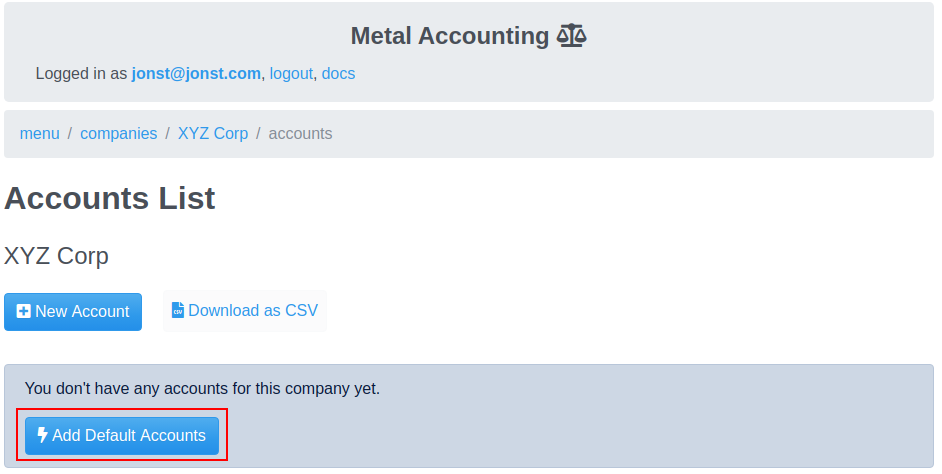 Metal Accounting
Logged in as jonst@jonst.com, logout, docs
menu / companies / XYZ Corp / accounts
Accounts List
XYZ Corp
New Account Download as CSV
You don't have any accounts for this company yet.
Add Default Accounts